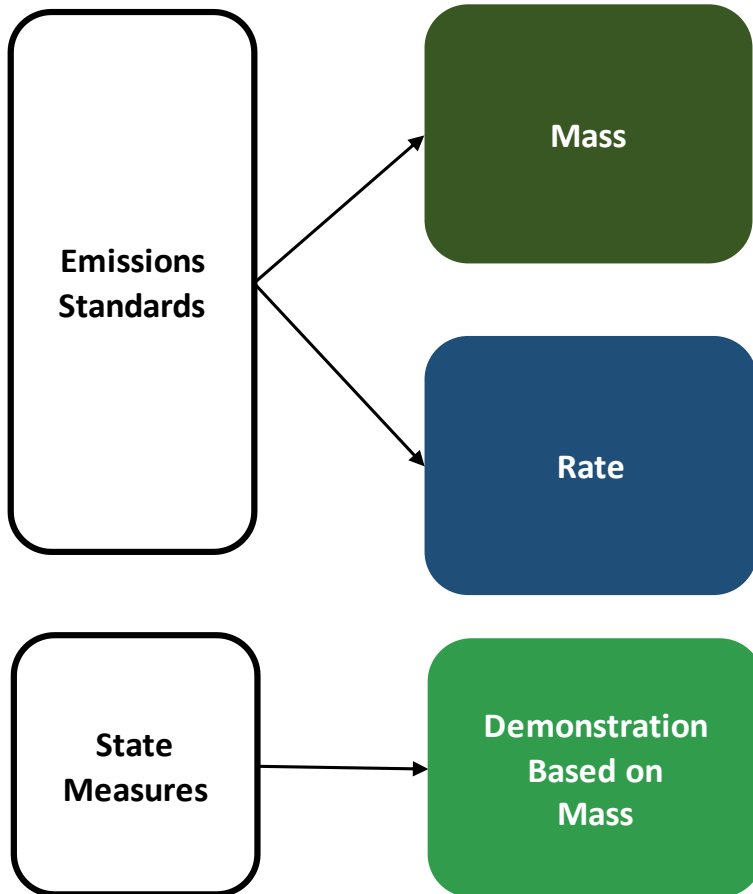 Mass
Emissions
Standards
Rate
State
Measures
Demonstration
Based on
Mass